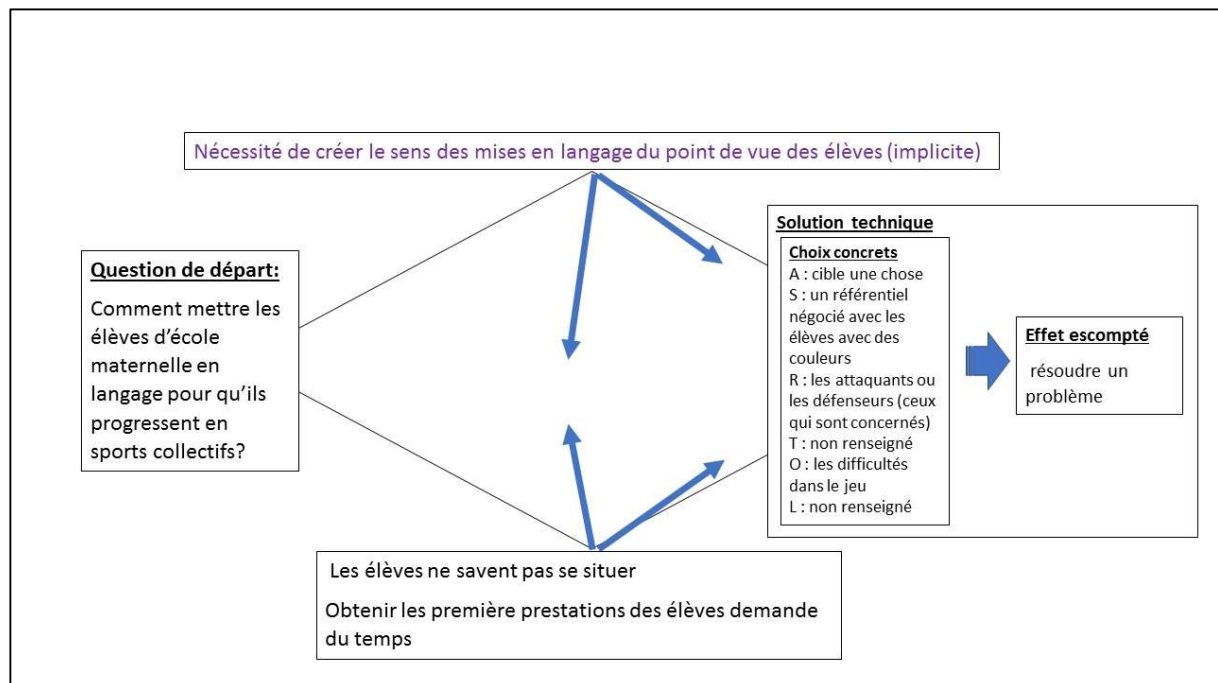 Nécessité de créer le sens des mises en langage du point de vue des élèves (implicite)
Question de départ:
Comment mettre les
élèves d'école
maternelle en
langage pour qu'ils
progressent en
sports collectifs?
Solution technique
Choix concrets
A : cible une chose
S : un référentiel
négocié avec les
élèves avec des
couleurs
R : les attaquants ou
les défenseurs (ceux
qui sont concernés)
T : non renseigné
O : les difficultés
dans le jeu
L : non renseigné
Effet escompté
résoudre un
problème
Les élèves ne savent pas se situer
Obtenir les première prestations des élèves demande
du temps